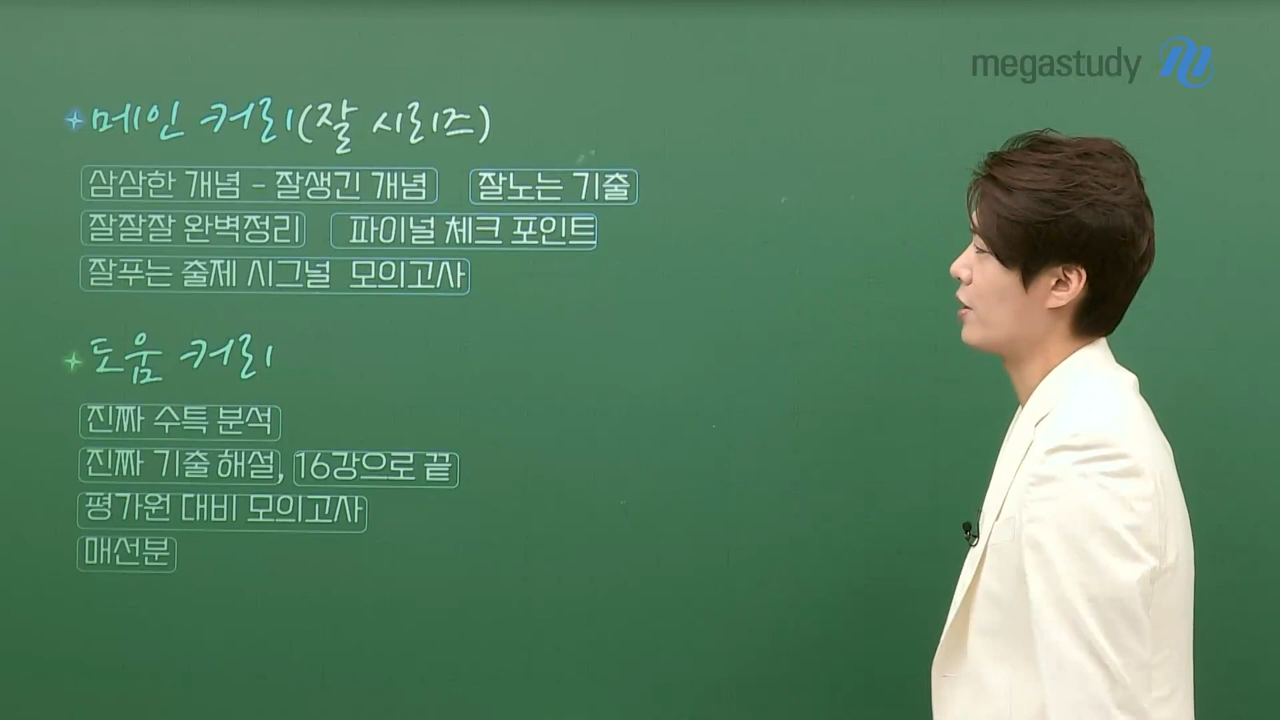 megastudy
메인 커리(잘 시리즈)
삼삼한 개념 - 잘생긴 개념 잘노는 기출
잘잘잘 완벽정리 파이널 체크 포인트
잘푸는 출제 시그널 모의고사
도움 커리
진짜 수특 분석
진짜 기출 해설, 16강으로 끝
평가원 대비 모의고사
매선분